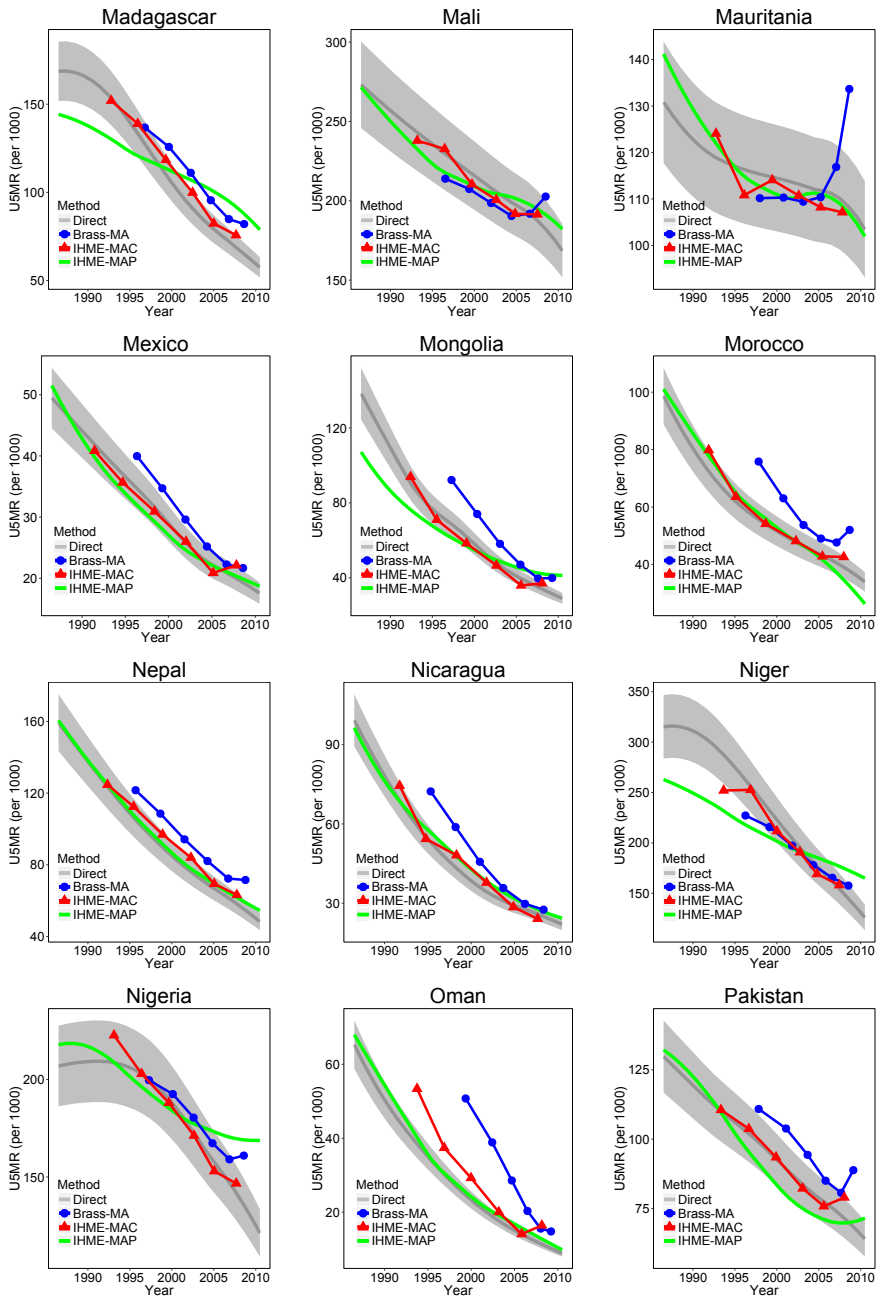 Madagascar Mali Mauritania
U5MR (per 1000)
150
100
50
Method
Direct
Brass-MA
IHME-MAC
IHME-MAP
1990 1995 2000 2005 2010
Year
U5MR (per 1000)
300
250
200
150
Method
Direct
Brass-MA
IHME-MAC
IHME-MAP
1990 1995 2000 2005 2010
Year
U5MR (per 1000)
140
130
120
110
100
Method
Direct
Brass-MA
IHME-MAC
IHME-MAP
1990 1995 2000 2005 2010
Year
Mexico Mongolia Morocco
U5MR (per 1000)
50
40
30
20
Method
Direct
Brass-MA
IHME-MAC
IHME-MAP
1990 1995 2000 2005 2010
Year
U5MR (per 1000)
120
80
40
Method
Direct
Brass-MA
IHME-MAC
IHME-MAP
1990 1995 2000 2005 2010
Year
U5MR (per 1000)
100
80
60
40
Method
Direct
Brass-MA
IHME-MAC
IHME-MAP
1990 1995 2000 2005 2010
Year
Nepal Nicaragua Niger
U5MR (per 1000)
160
120
80
40
Method
Direct
Brass-MA
IHME-MAC
IHME-MAP
1990 1995 2000 2005 2010
Year
U5MR (per 1000)
90
60
30
Method
Direct
Brass-MA
IHME-MAC
IHME-MAP
1990 1995 2000 2005 2010
Year
U5MR (per 1000)
350
300
250
200
150
Method
Direct
Brass-MA
IHME-MAC
IHME-MAP
1990 1995 2000 2005 2010
Year
Nigeria Oman Pakistan
U5MR (per 1000)
200
150
Method
Direct
Brass-MA
IHME-MAC
IHME-MAP
1990 1995 2000 2005 2010
Year
U5MR (per 1000)
60
40
20
Method
Direct
Brass-MA
IHME-MAC
IHME-MAP
1990 1995 2000 2005 2010
Year
U5MR (per 1000)
125
100
75
Method
Direct
Brass-MA
IHME-MAC
IHME-MAP
1990 1995 2000 2005 2010
Year